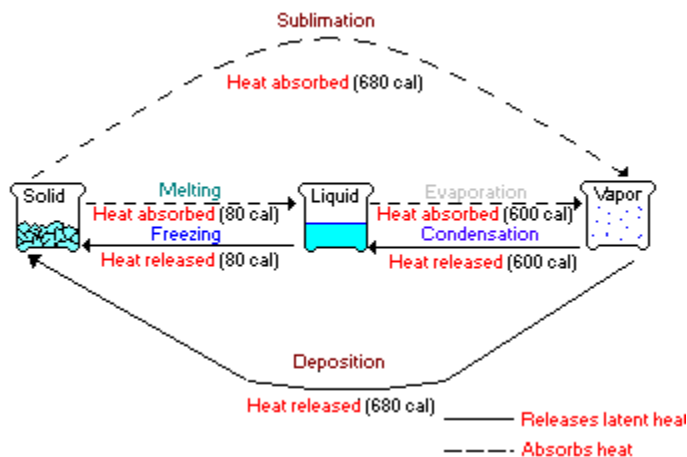 Sublimation
Heat absorbed (680 cal)
Solid
Melting
Liquid
Evaporation
Vapor
Heat absorbed (80 cal)
Heat absorbed (600 cal)
Freezing
Condensation
Heat released (80 cal)
Heat released (600 cal)
Deposition
Heat released (680 cal)
Releases latent heat
Absorbs heat